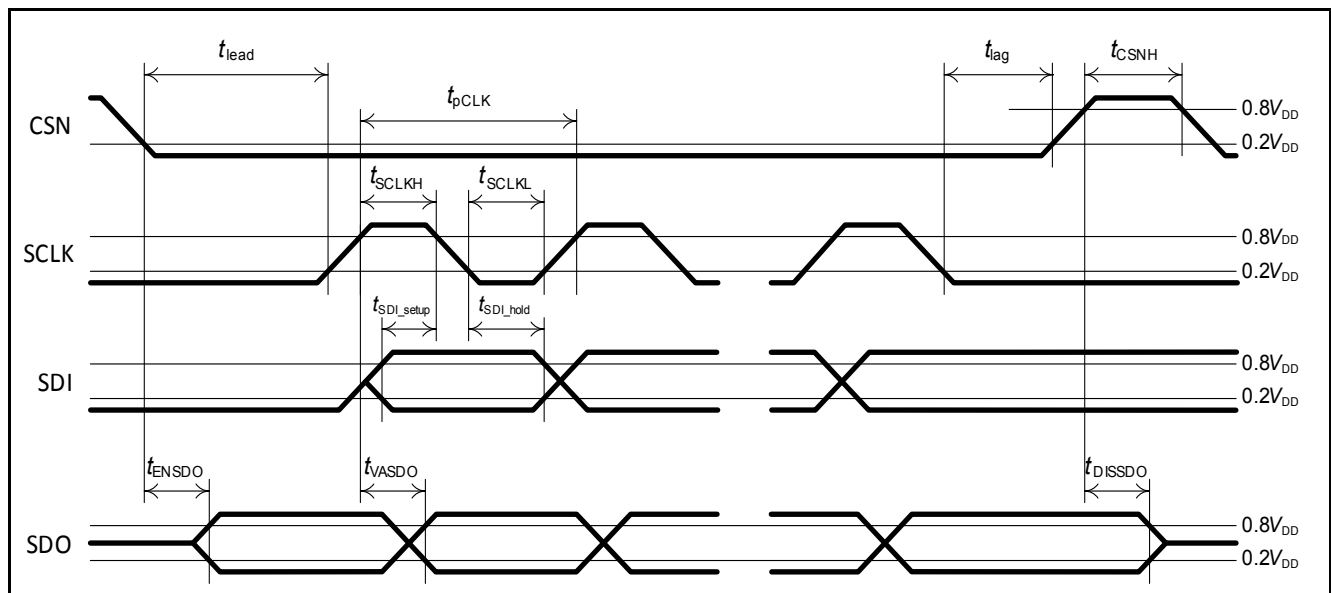 tlead
tlag
tCSNH
tpCLK
CSN
0.8VDD
0.2VDD
tSCLKH
tSCLKL
SCLK
0.8VDD
0.2VDD
tSDI_setup
tSDI_hold
SDI
0.8VDD
0.2VDD
tENSDO
tVASDO
tDISSDO
SDO
0.8VDD
0.2VDD